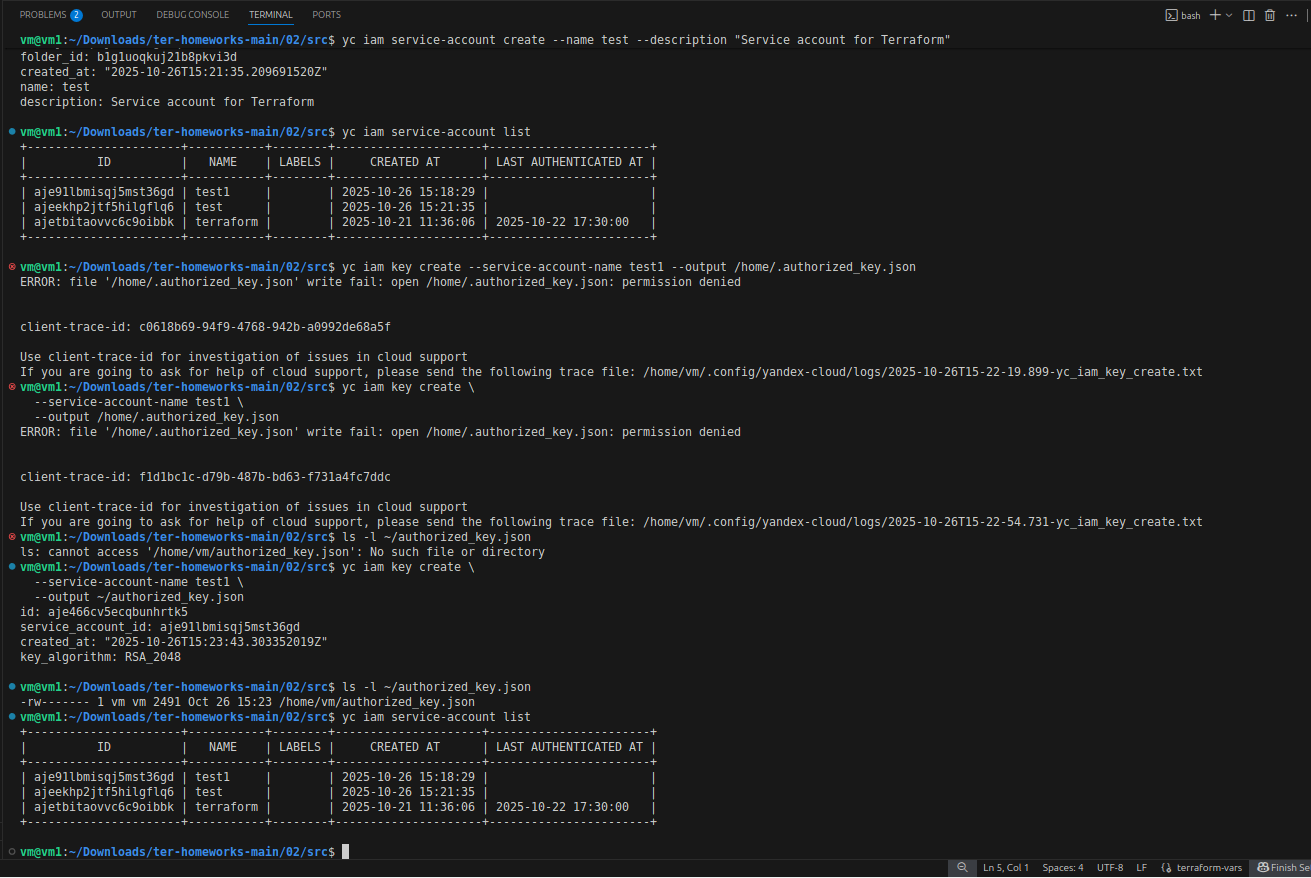 PROBLEMS 2 OUTPUT DEBUG CONSOLE TERMINAL PORTS bash
vm@vm1:~/Downloads/ter-homeworks-main/02/src$ yc iam service-account create --name test --description "Service account for Terraform"
folder_id: b1g1uoqkuj21b8pkvi3d
created_at: "2025-10-26T15:21:35.209691520Z"
name: test
description: Service account for Terraform
vm@vm1:~/Downloads/ter-homeworks-main/02/src$ yc iam service-account list
+----------------------+-----------+--------+---------------------+-----------------------+
|          ID          |   NAME    | LABELS |     CREATED AT      | LAST AUTHENTICATED AT |
+----------------------+-----------+--------+---------------------+-----------------------+
| aje91lbmisqj5mst36gd | test1     |        | 2025-10-26 15:18:29 |                       |
| ajeekhp2jtf5hilgflq6 | test      |        | 2025-10-26 15:21:35 |                       |
| ajetbitaovvc6c9oibbk | terraform |        | 2025-10-21 11:36:06 | 2025-10-22 17:30:00   |
+----------------------+-----------+--------+---------------------+-----------------------+
vm@vm1:~/Downloads/ter-homeworks-main/02/src$ yc iam key create --service-account-name test1 --output /home/.authorized_key.json
ERROR: file '/home/.authorized_key.json' write fail: open /home/.authorized_key.json: permission denied
client-trace-id: c0618b69-94f9-4768-942b-a0992de68a5f
Use client-trace-id for investigation of issues in cloud support
If you are going to ask for help of cloud support, please send the following trace file: /home/vm/.config/yandex-cloud/logs/2025-10-26T15-22-19.899-yc_iam_key_create.txt
vm@vm1:~/Downloads/ter-homeworks-main/02/src$ yc iam key create \
  --service-account-name test1 \
  --output /home/.authorized_key.json
ERROR: file '/home/.authorized_key.json' write fail: open /home/.authorized_key.json: permission denied
client-trace-id: f1d1bc1c-d79b-487b-bd63-f731a4fc7ddc
Use client-trace-id for investigation of issues in cloud support
If you are going to ask for help of cloud support, please send the following trace file: /home/vm/.config/yandex-cloud/logs/2025-10-26T15-22-54.731-yc_iam_key_create.txt
vm@vm1:~/Downloads/ter-homeworks-main/02/src$ ls -l ~/authorized_key.json
ls: cannot access '/home/vm/authorized_key.json': No such file or directory
vm@vm1:~/Downloads/ter-homeworks-main/02/src$ yc iam key create \
  --service-account-name test1 \
  --output ~/authorized_key.json
id: aje466cv5ecqbunhrtk5
service_account_id: aje91lbmisqj5mst36gd
created_at: "2025-10-26T15:23:43.303352019Z"
key_algorithm: RSA_2048
vm@vm1:~/Downloads/ter-homeworks-main/02/src$ ls -l ~/authorized_key.json
-rw------- 1 vm vm 2491 Oct 26 15:23 /home/vm/authorized_key.json
vm@vm1:~/Downloads/ter-homeworks-main/02/src$ yc iam service-account list
+----------------------+-----------+--------+---------------------+-----------------------+
|          ID          |   NAME    | LABELS |     CREATED AT      | LAST AUTHENTICATED AT |
+----------------------+-----------+--------+---------------------+-----------------------+
| aje91lbmisqj5mst36gd | test1     |        | 2025-10-26 15:18:29 |                       |
| ajeekhp2jtf5hilgflq6 | test      |        | 2025-10-26 15:21:35 |                       |
| ajetbitaovvc6c9oibbk | terraform |        | 2025-10-21 11:36:06 | 2025-10-22 17:30:00   |
+----------------------+-----------+--------+---------------------+-----------------------+
vm@vm1:~/Downloads/ter-homeworks-main/02/src$
Ln 5, Col 1 Spaces: 4 UTF-8 LF terraform-vars Finish Se